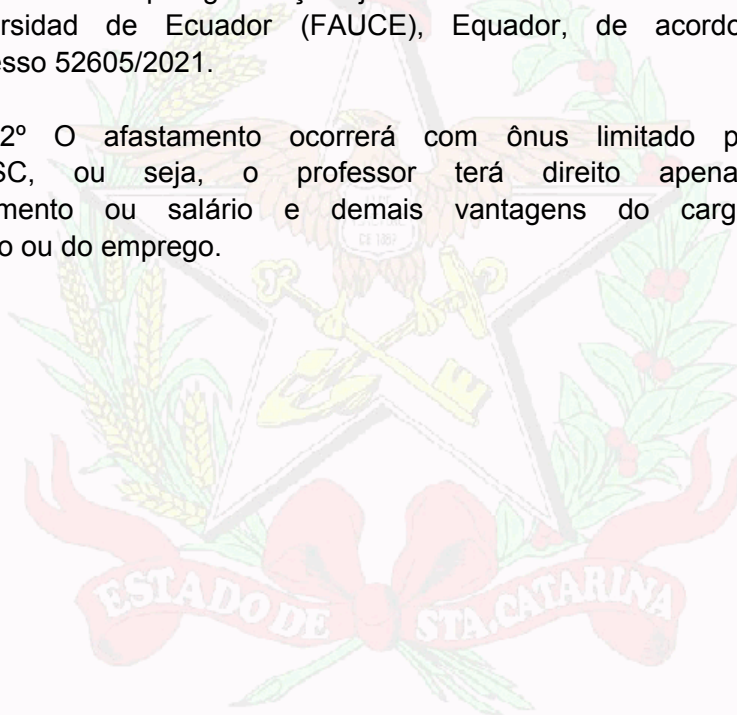 rsidad de Ecuador (FAUCE), Equador, de acordo
esso 52605/2021.
2º O afastamento ocorrerá com ônus limitado p
SC, ou seja, o professor terá direito apena
mento ou salário e demais vantagens do carg
o ou do emprego.
ESTADO DE STA. CATARINA